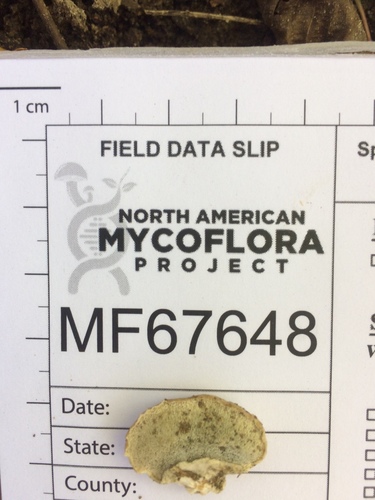 1 cm
FIELD DATA SLIP
Sp
NORTH AMERICAN
MYCOFLORA
PROJECT
MF67648
Date:
State:
County: